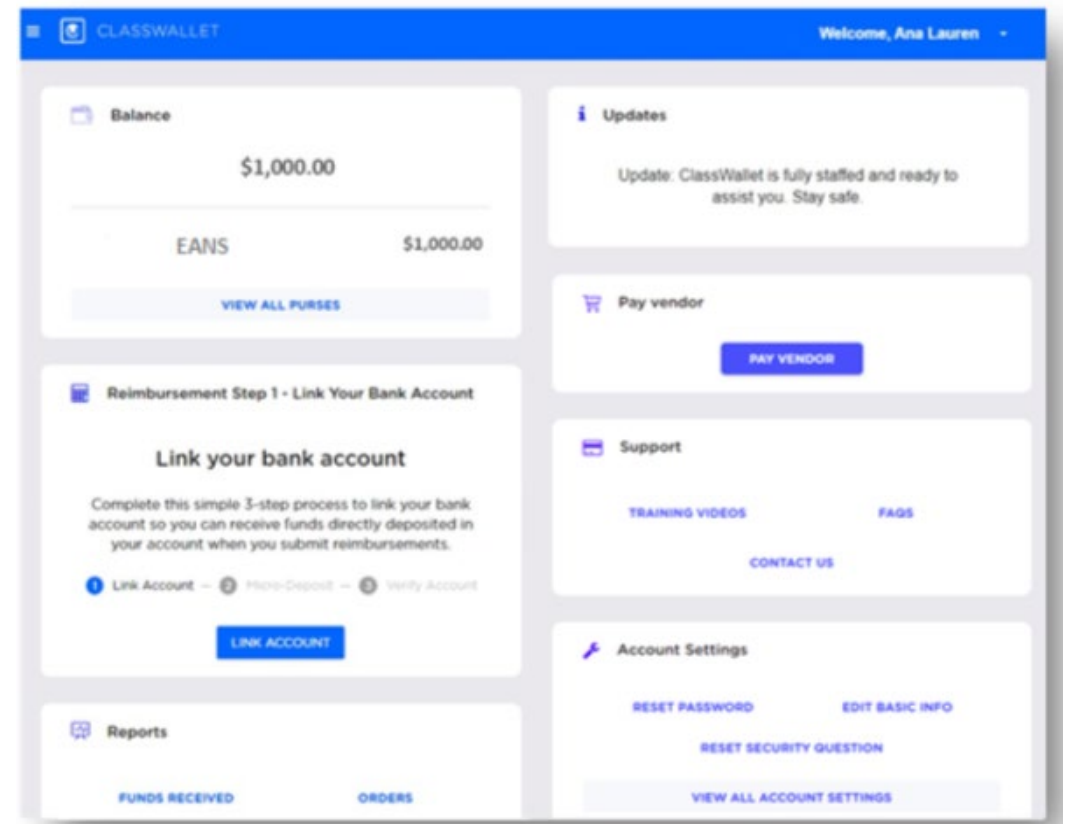 CLASSWALLET
Welcome, Ana Lauren
Balance
$1,000.00
EANS $1,000.00
VIEW ALL PURSES
Reimbursement Step 1 - Link Your Bank Account
Link your bank account
Complete this simple 3-step process to link your bank
account so you can receive funds directly deposited in
your account when you submit reimbursements.
1 Link Account – 2 Micro-Deposit – 3 Verify Account
LINK ACCOUNT
Reports
FUNDS RECEIVED ORDERS
i Updates
Update: ClassWallet is fully staffed and ready to
assist you. Stay safe.
Pay vendor
PAY VENDOR
Support
TRAINING VIDEOS FAQS
CONTACT US
Account Settings
RESET PASSWORD EDIT BASIC INFO
RESET SECURITY QUESTION
VIEW ALL ACCOUNT SETTINGS